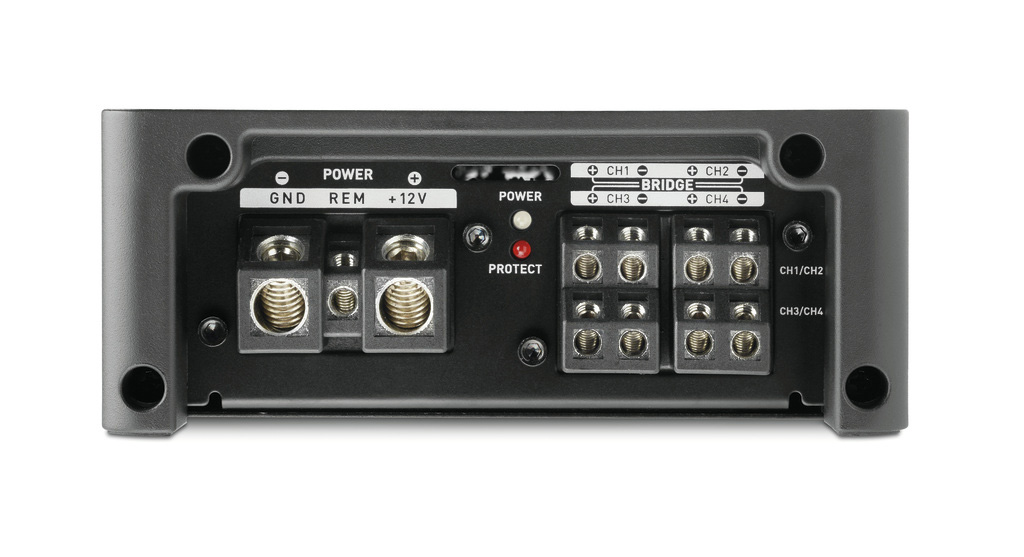 ⊖ POWER ⊕
GND REM +12V
POWER
PROTECT
⊕ CH1 ⊖ ⊕ CH2 ⊖
BRIDGE
⊕ CH3 ⊖ ⊕ CH4 ⊖
CH1/CH2
CH3/CH4